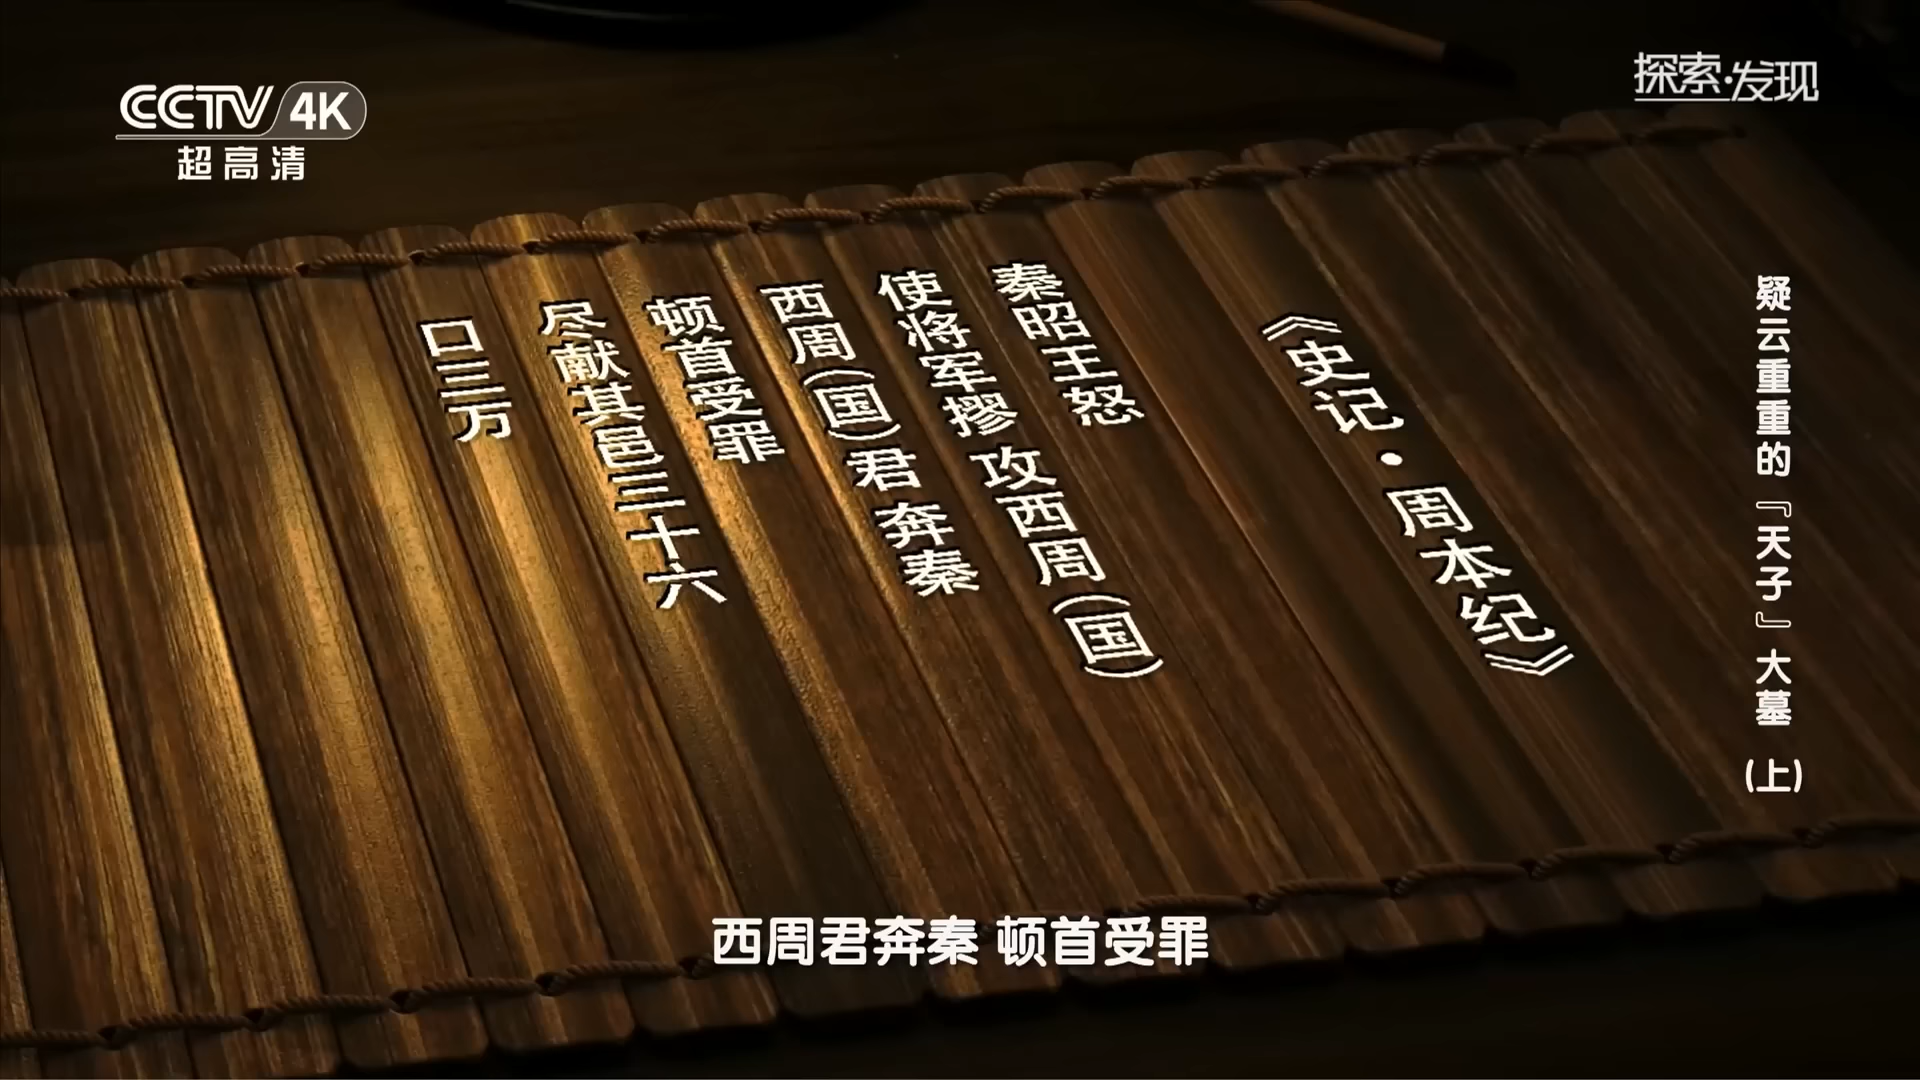 CCTV 4K
超高清
探索·发现
《史记·周本纪》
秦昭王怒
使将军摎 攻西周(国)
西周(国)君 奔秦
顿首受罪
尽献其邑三十六
口三万
疑云重重的『天子』大墓 (上)
西周君奔秦 顿首受罪